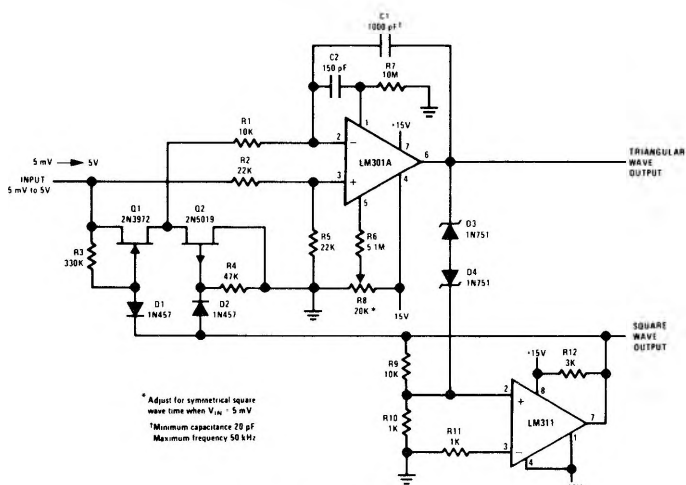 C1
1000 pF†
C2
150 pF
R7
10M
R1
10K
+15V
1
2
7
6
LM301A
3
4
5
TRIANGULAR
WAVE
OUTPUT
5 mV → 5V
INPUT
5 mV to 5V
R2
22K
Q1
2N3972
Q2
2N5019
R3
330K
R4
47K
R5
22K
R6
5.1M
R8
20K *
15V
D3
1N751
D4
1N751
D1
1N457
D2
1N457
SQUARE
WAVE
OUTPUT
R9
10K
+15V
R12
3K
8
2
7
LM311
1
3
4
R10
1K
R11
1K
* Adjust for symmetrical square
wave time when VIN - 5 mV
†Minimum capacitance 20 pF
Maximum frequency 50 kHz